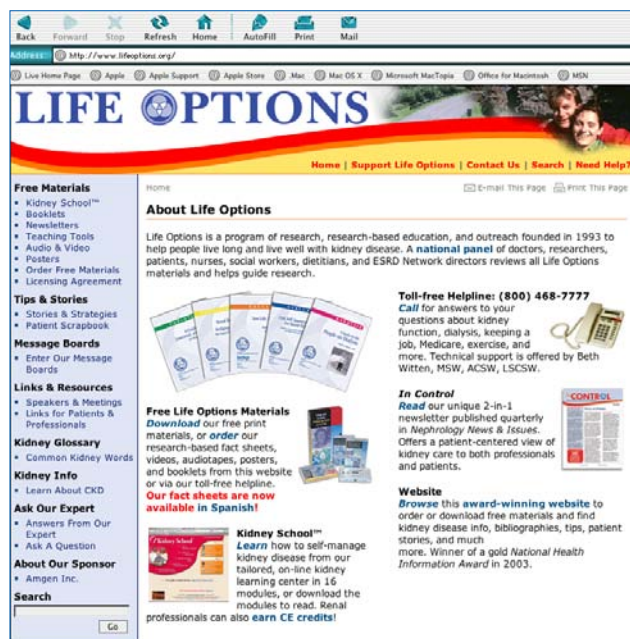 Back Forward Stop Refresh Home AutoFill Print Mail
Address: http://www.lifeoptions.org/
Live Home Page Apple Apple Support Apple Store .Mac Mac OS X Microsoft MacTopia Office for Macintosh MSN
LIFE OPTIONS
Home | Support Life Options | Contact Us | Search | Need Help?
Free Materials
Kidney School™
Booklets
Newsletters
Teaching Tools
Audio & Video
Posters
Order Free Materials
Licensing Agreement
Tips & Stories
Stories & Strategies
Patient Scrapbook
Message Boards
Enter Our Message
Boards
Links & Resources
Speakers & Meetings
Links for Patients &
Professionals
Kidney Glossary
Common Kidney Words
Kidney Info
Learn About CKD
Ask Our Expert
Answers From Our
Expert
Ask A Question
About Our Sponsor
Amgen Inc.
Search
Go
Home
E-mail This Page Print This Page
About Life Options
Life Options is a program of research, research-based education, and outreach founded in 1993 to
help people live long and live well with kidney disease. A national panel of doctors, researchers,
patients, nurses, social workers, dietitians, and ESRD Network directors reviews all Life Options
materials and helps guide research.
Free Life Options Materials
Download our free print
materials, or order our
research-based fact sheets,
videos, audiotapes, posters,
and booklets from this website
or via our toll-free helpline.
Our fact sheets are now
available in Spanish!
Kidney School
Kidney School™
Learn how to self-manage
kidney disease from our
tailored, on-line kidney
learning center in 16
modules, or download the
modules to read. Renal
professionals can also earn CE credits!
Toll-free Helpline: (800) 468-7777
Call for answers to your
questions about kidney
function, dialysis, keeping a
job, Medicare, exercise, and
more. Technical support is offered by Beth
Witten, MSW, ACSW, LSCSW.
In Control
Read our unique 2-in-1
newsletter published quarterly
in Nephrology News & Issues.
Offers a patient-centered view of
kidney care to both professionals
and patients.
CONTROL
Website
Browse this award-winning website to
order or download free materials and find
kidney disease info, bibliographies, tips, patient
stories, and much
more. Winner of a gold National Health
Information Award in 2003.